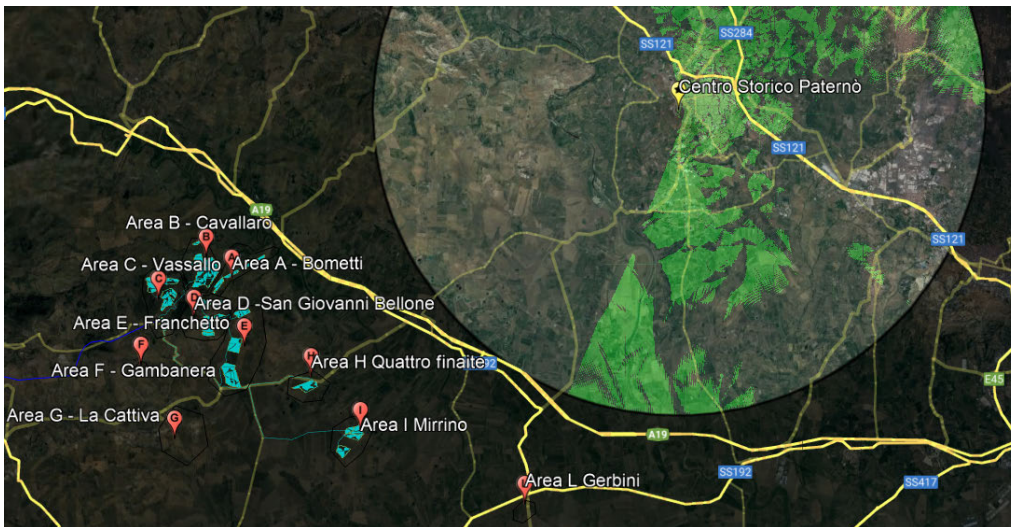 SS121
SS284
Centro Storico Paternò
SS121
A19
Area B - Cavallaro
B
SS121
Area C - Vassallo
A
Area A - Bometti
C
D
Area D -San Giovanni Bellone
Area E - Franchetto
E
F
H
Area H Quattro finaite
Area F - Gambanera
E45
Area G - La Cattiva
G
I
Area I Mirrino
A19
SS192
SS417
Area L Gerbini